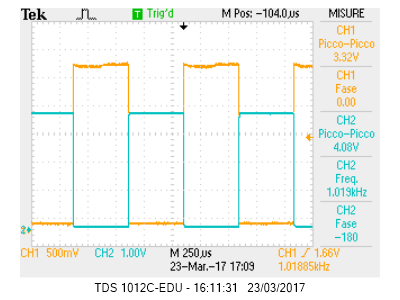 Tek T Trig'd M Pos: -104.0us MISURE
CH1
Picco-Picco
3.32V
CH1
Fase
0.00
CH2
Picco-Picco
4.08V
CH2
Freq.
1.019kHz
CH2
Fase
-180
2
CH1 500mV CH2 1.00V M 250us CH1 1.66V
23-Mar.-17 17:09 1.01885kHz
TDS 1012C-EDU - 16:11:31 23/03/2017